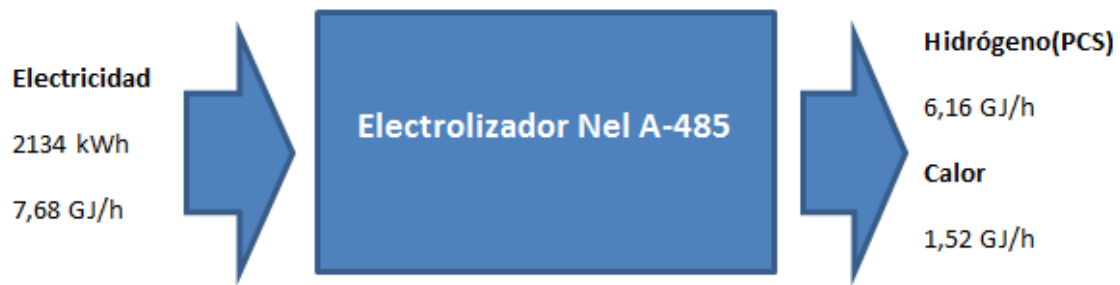 Electricidad
2134 kWh
7,68 GJ/h
Electrolizador Nel A-485
Hidrógeno(PCS)
6,16 GJ/h
Calor
1,52 GJ/h